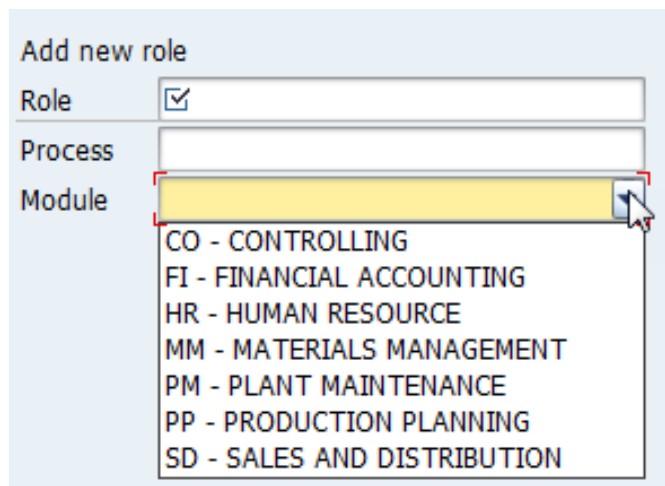 Add new role
Role
Process
Module
CO - CONTROLLING
FI - FINANCIAL ACCOUNTING
HR - HUMAN RESOURCE
MM - MATERIALS MANAGEMENT
PM - PLANT MAINTENANCE
PP - PRODUCTION PLANNING
SD - SALES AND DISTRIBUTION